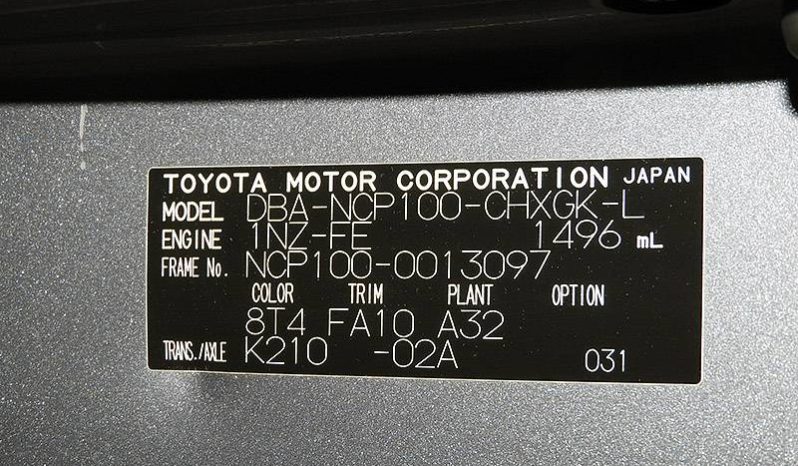 TOYOTA MOTOR CORPORATION JAPAN
MODEL DBA-NCP100-CHXGK-L
ENGINE 1NZ-FE 1496 mL
FRAME No. NCP100-0013097
COLOR TRIM PLANT OPTION
8T4 FA10 A32
TRANS./AXLE K210 -02A 031